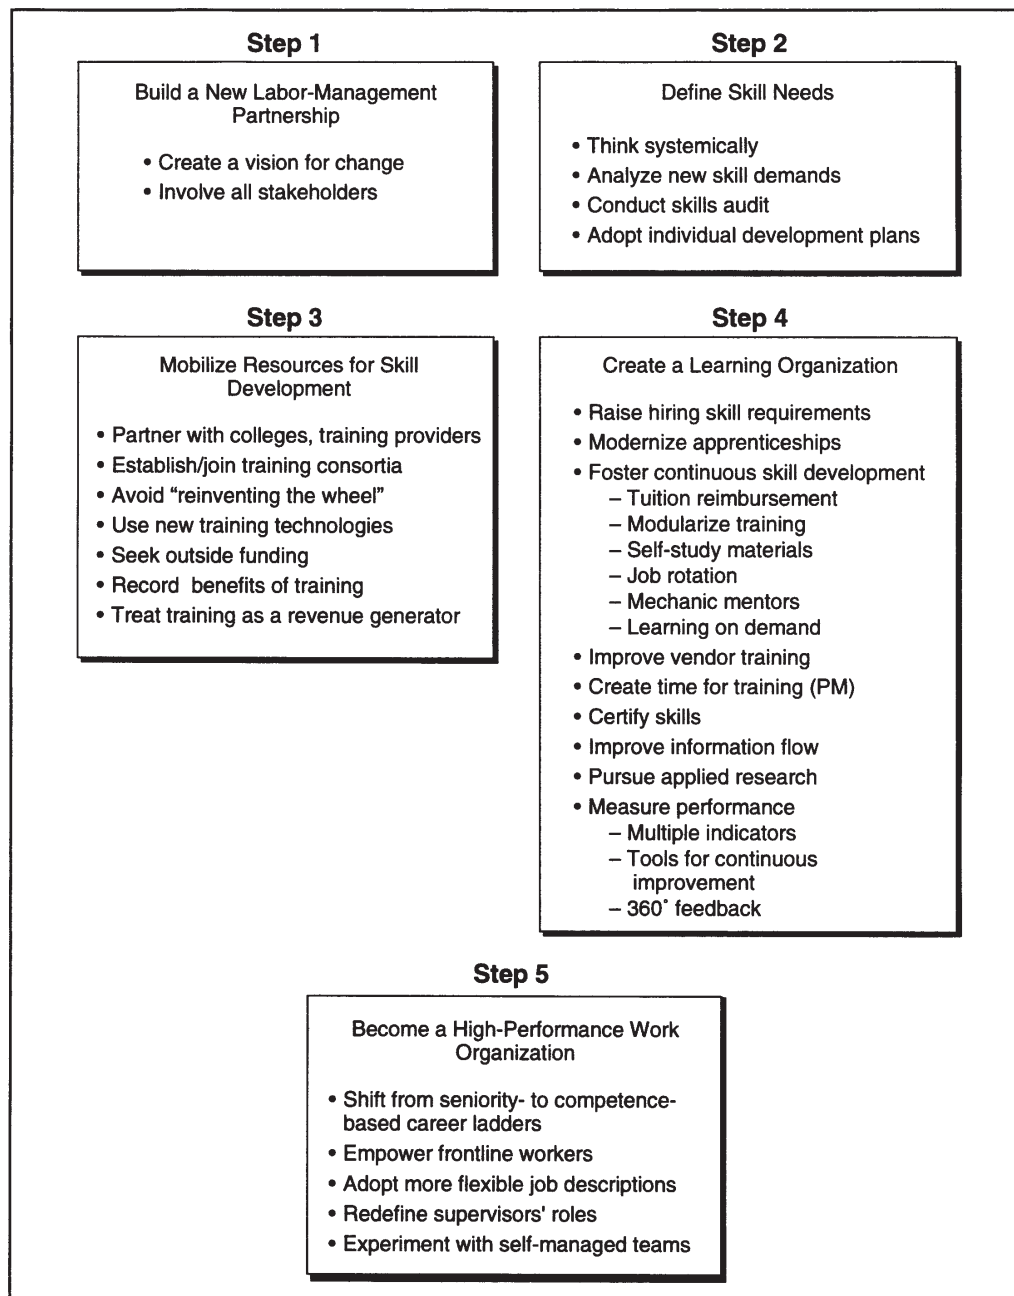 Step 1
Build a New Labor-Management
Partnership
• Create a vision for change
• Involve all stakeholders
Step 2
Define Skill Needs
• Think systemically
• Analyze new skill demands
• Conduct skills audit
• Adopt individual development plans
Step 3
Mobilize Resources for Skill
Development
• Partner with colleges, training providers
• Establish/join training consortia
• Avoid “reinventing the wheel”
• Use new training technologies
• Seek outside funding
• Record benefits of training
• Treat training as a revenue generator
Step 4
Create a Learning Organization
• Raise hiring skill requirements
• Modernize apprenticeships
• Foster continuous skill development
– Tuition reimbursement
– Modularize training
– Self-study materials
– Job rotation
– Mechanic mentors
– Learning on demand
• Improve vendor training
• Create time for training (PM)
• Certify skills
• Improve information flow
• Pursue applied research
• Measure performance
– Multiple indicators
– Tools for continuous
improvement
– 360˚ feedback
Step 5
Become a High-Performance Work
Organization
• Shift from seniority- to competence-
based career ladders
• Empower frontline workers
• Adopt more flexible job descriptions
• Redefine supervisors' roles
• Experiment with self-managed teams